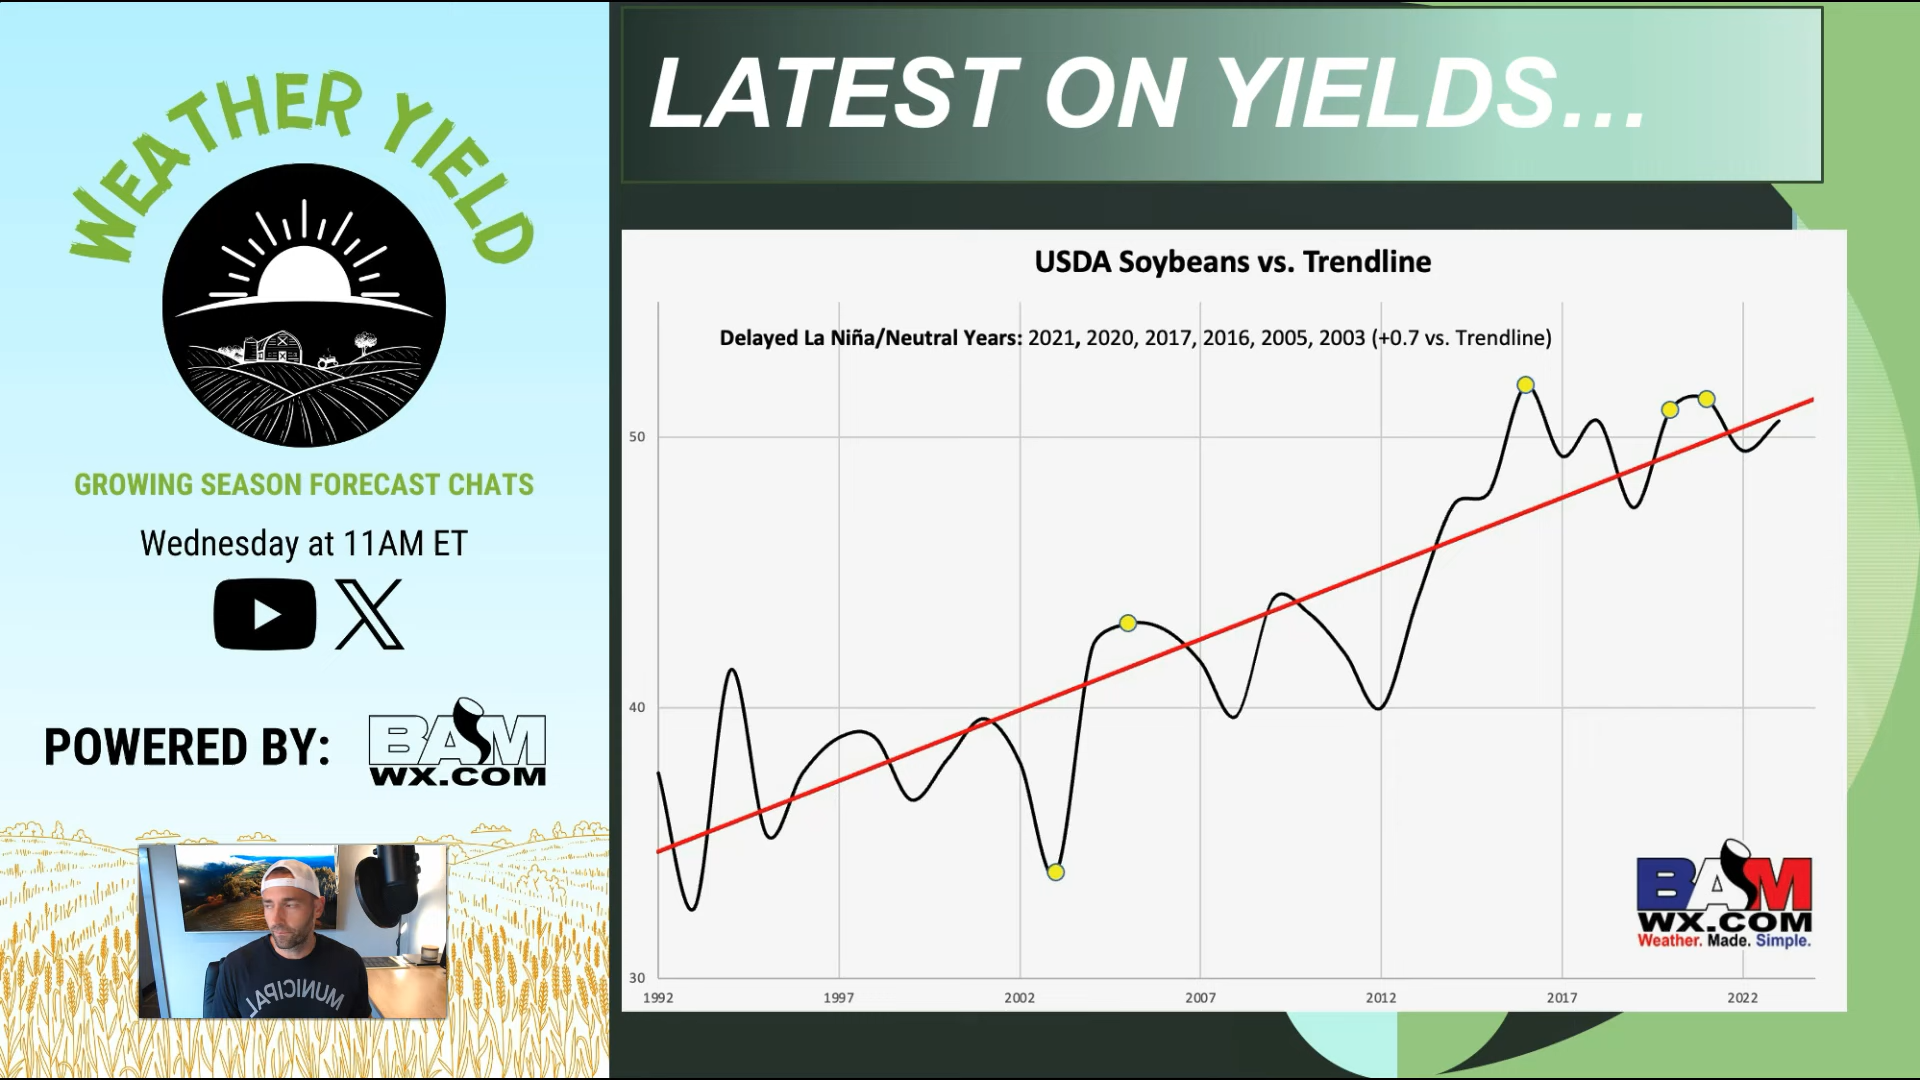 WEATHER YIELD
GROWING SEASON FORECAST CHATS
Wednesday at 11AM ET
POWERED BY:
BAM
WX.COM
MUNICIPAL
LATEST ON YIELDS...
USDA Soybeans vs. Trendline
Delayed La Niña/Neutral Years: 2021, 2020, 2017, 2016, 2005, 2003 (+0.7 vs. Trendline)
50
40
30
1992 1997 2002 2007 2012 2017 2022
BAM
WX.COM
Weather. Made. Simple.